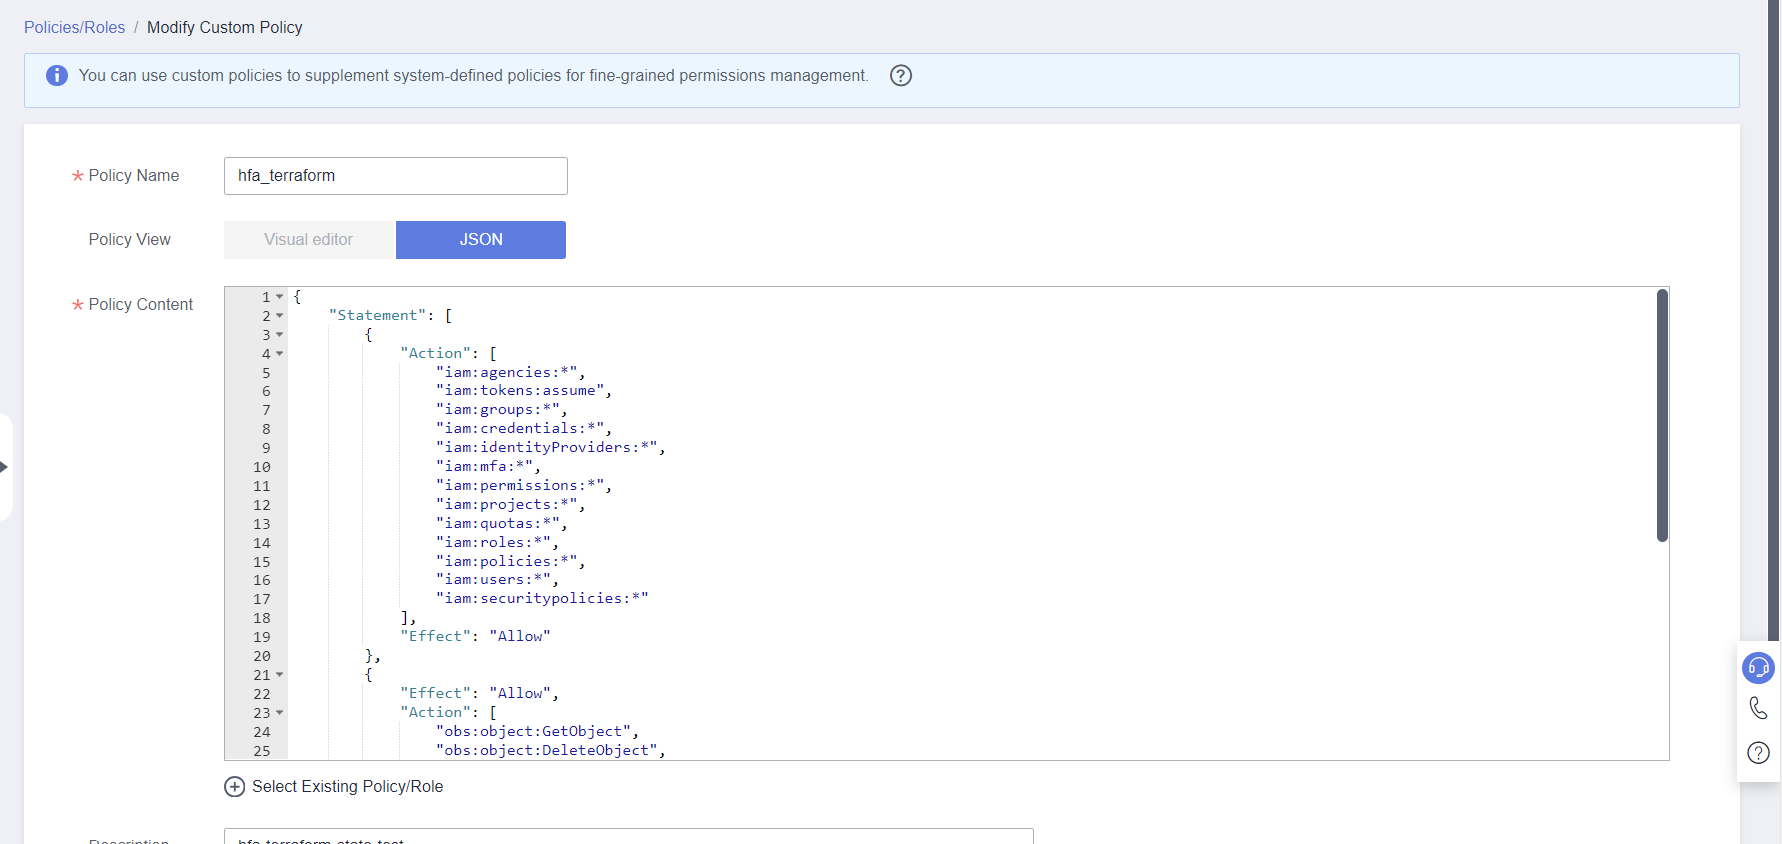 Policies/Roles / Modify Custom Policy
You can use custom policies to supplement system-defined policies for fine-grained permissions management. ?
* Policy Name hfa_terraform
Policy View Visual editor JSON
* Policy Content
1 {
2 "Statement": [
3 {
4 "Action": [
5 "iam:agencies:*",
6 "iam:tokens:assume",
7 "iam:groups:*",
8 "iam:credentials:*",
9 "iam:identityProviders:*",
10 "iam:mfa:*",
11 "iam:permissions:*",
12 "iam:projects:*",
13 "iam:quotas:*",
14 "iam:roles:*",
15 "iam:policies:*",
16 "iam:users:*",
17 "iam:securitypolicies:*"
18 ],
19 "Effect": "Allow"
20 },
21 {
22 "Effect": "Allow",
23 "Action": [
24 "obs:object:GetObject",
25 "obs:object:DeleteObject",
Select Existing Policy/Role
Description hfa-terraform-state-test